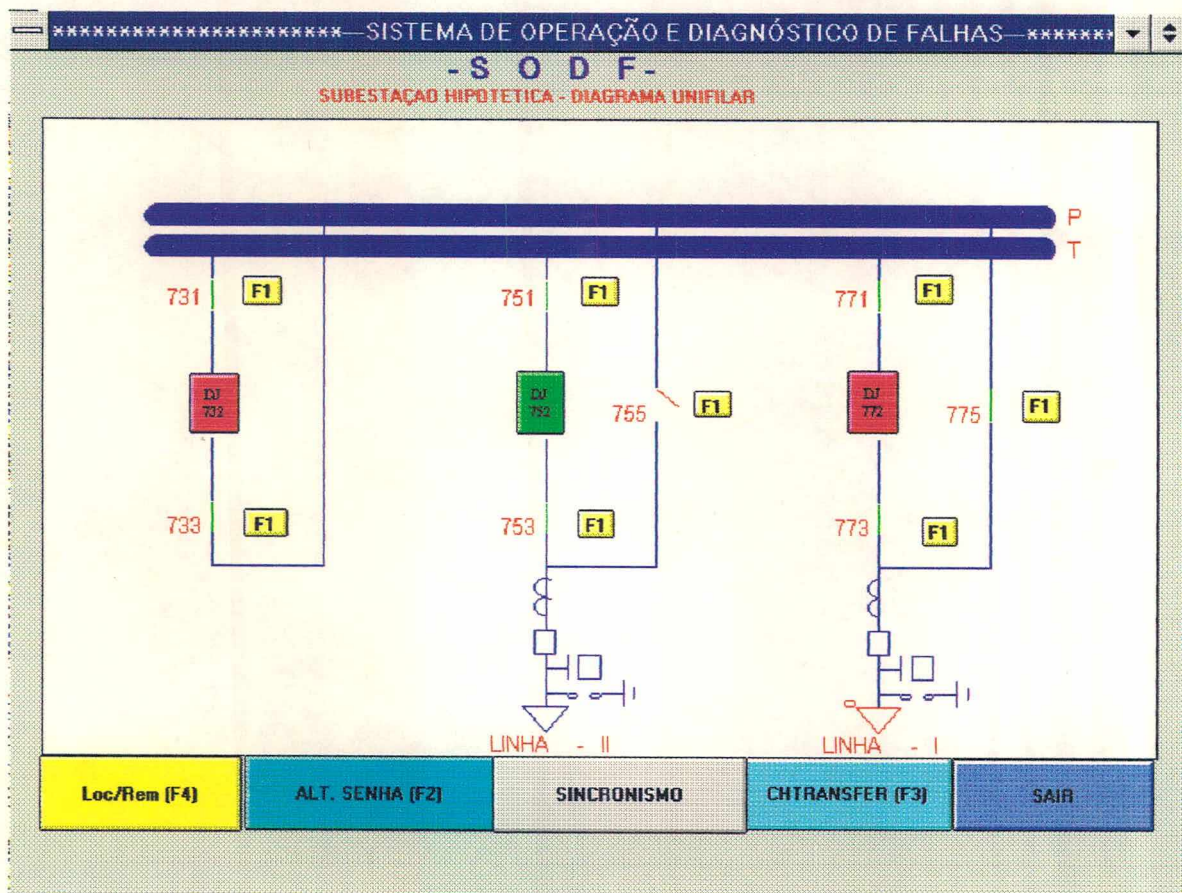 **********************—SISTEMA DE OPERAÇÃO E DIAGNÓSTICO DE FALHAS—*******
- S O D F -
SUBESTAÇAO HIPOTETICA - DIAGRAMA UNIFILAR
P
T
731 F1 751 F1 771 F1
DJ 732
DJ 752
DJ 772
755 F1 775 F1
733 F1 753 F1 773 F1
LINHA - II
LINHA - I
Loc/Rem (F4)
ALT. SENHA (F2)
SINCRONISMO
CHTRANSFER (F3)
SAIR